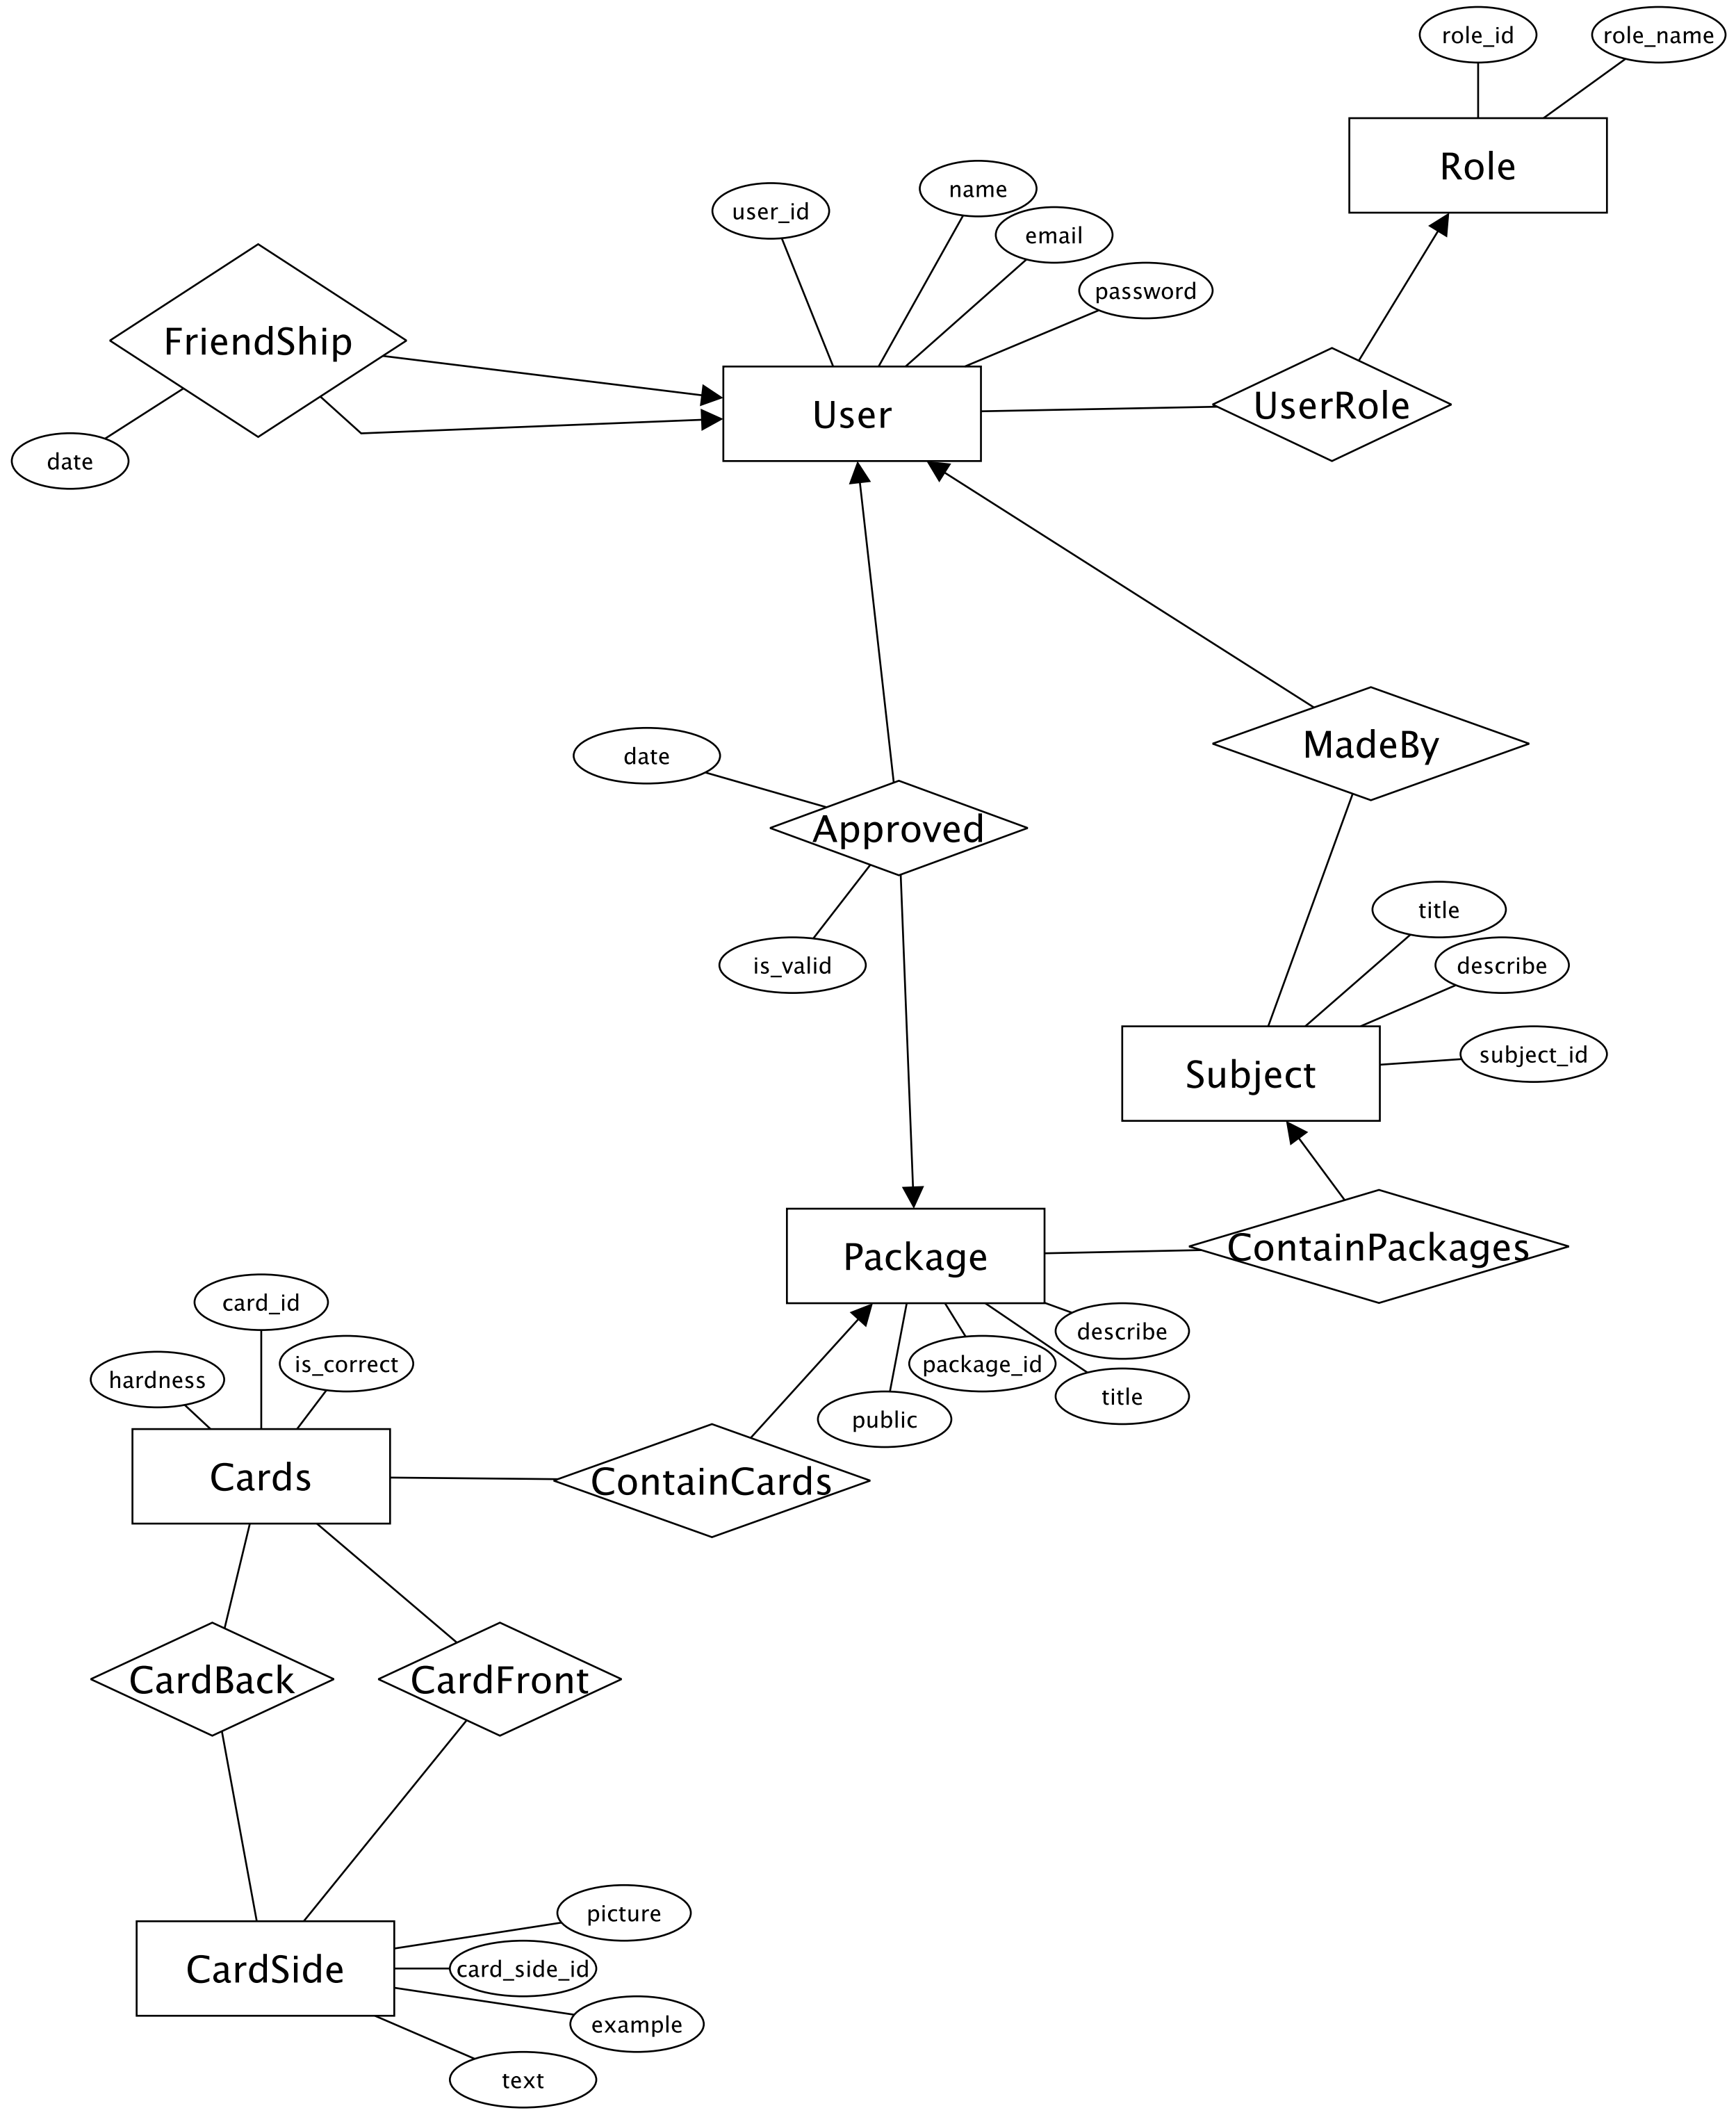 role_id
role_name
Role
name
user_id
email
password
FriendShip
User
UserRole
date
MadeBy
date
Approved
title
is_valid
describe
subject_id
Subject
ContainPackages
Package
card_id
describe
is_correct
package_id
hardness
title
public
Cards
ContainCards
CardBack
CardFront
picture
CardSide
card_side_id
example
text